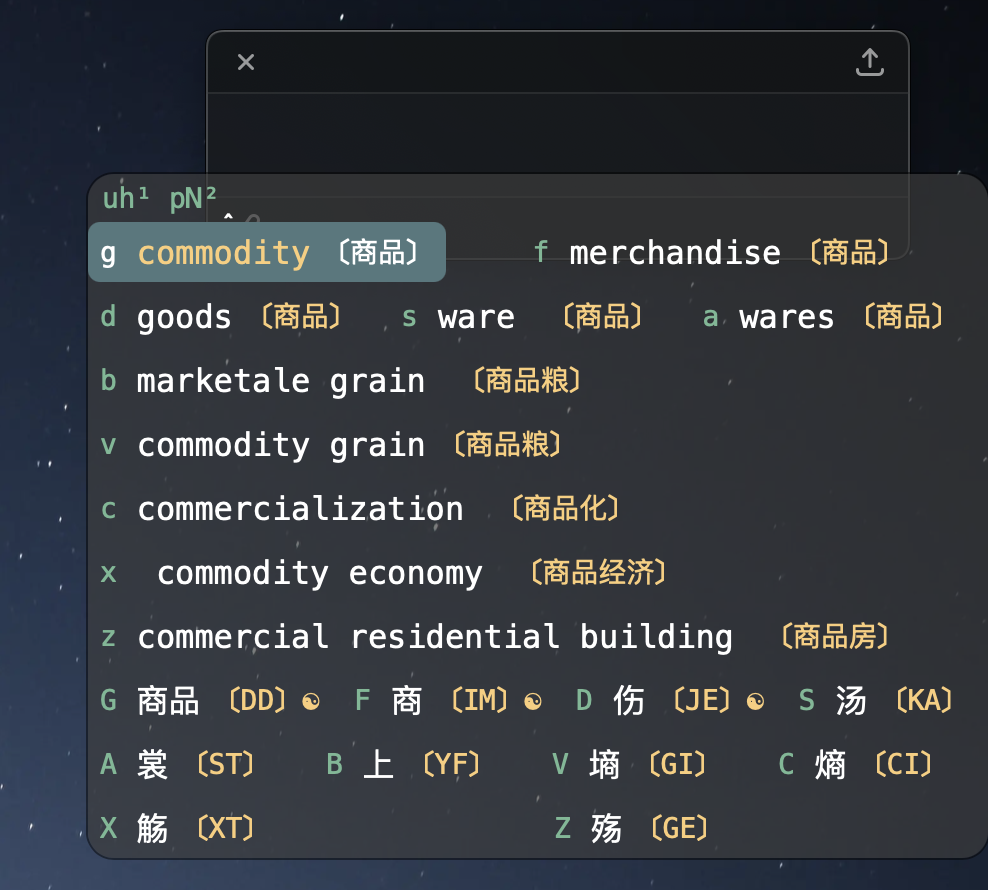 uh¹ pN²
g commodity 〔商品〕 f merchandise 〔商品〕
d goods 〔商品〕 s ware 〔商品〕 a wares 〔商品〕
b marketale grain 〔商品粮〕
v commodity grain 〔商品粮〕
c commercialization 〔商品化〕
x commodity economy 〔商品经济〕
z commercial residential building 〔商品房〕
G 商品 〔DD〕☯ F 商 〔IM〕☯ D 伤 〔JE〕☯ S 汤 〔KA〕
A 裳 〔ST〕 B 上 〔YF〕 V 墒 〔GI〕 C 熵 〔CI〕
X 觞 〔XT〕 Z 殇 〔GE〕